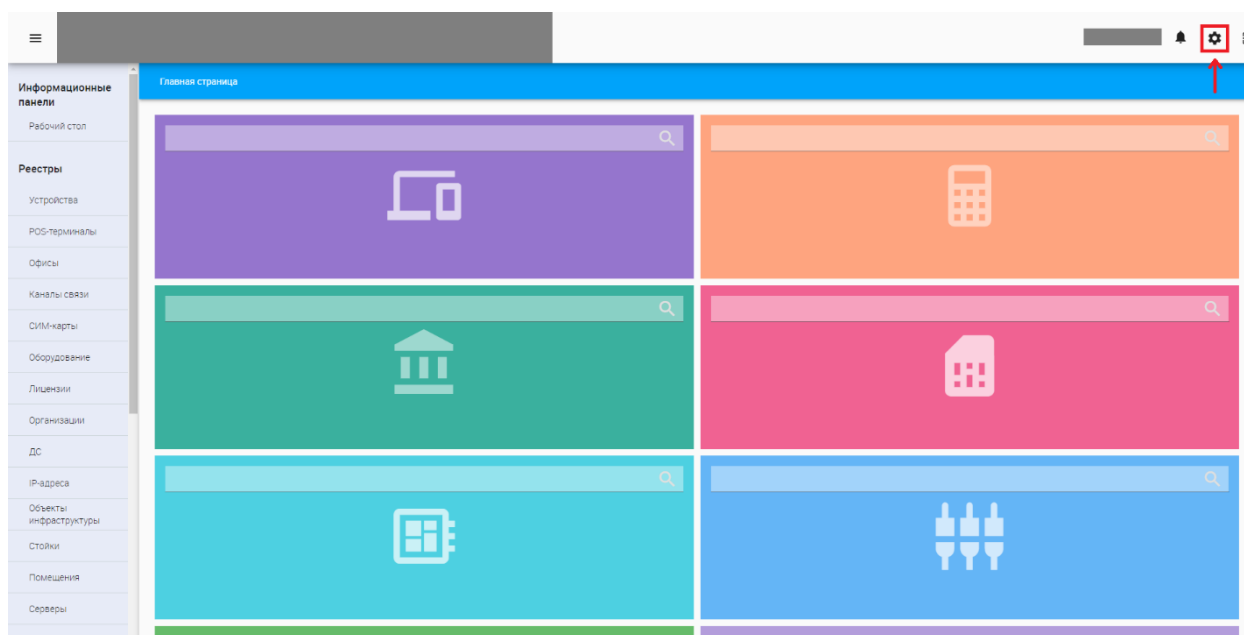 Главная страница
Информационные
панели
Рабочий стол
Реестры
Устройства
POS-терминалы
Офисы
Каналы связи
СИМ-карты
Оборудование
Лицензии
Организации
ДС
IP-адреса
Объекты
инфраструктуры
Стойки
Помещения
Серверы